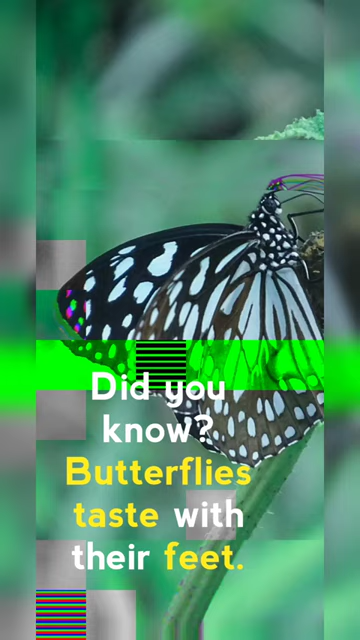 Did you
know?
Butterflies
taste with
their feet.